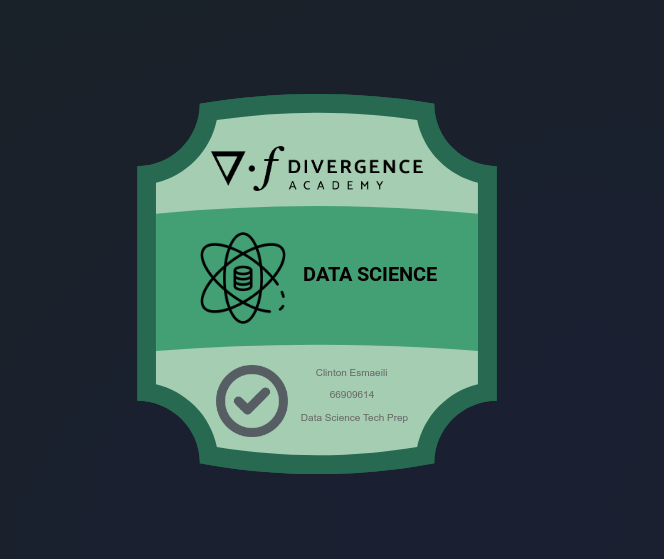 ∇·f DIVERGENCE
ACADEMY
DATA SCIENCE
Clinton Esmaeili
66909614
Data Science Tech Prep